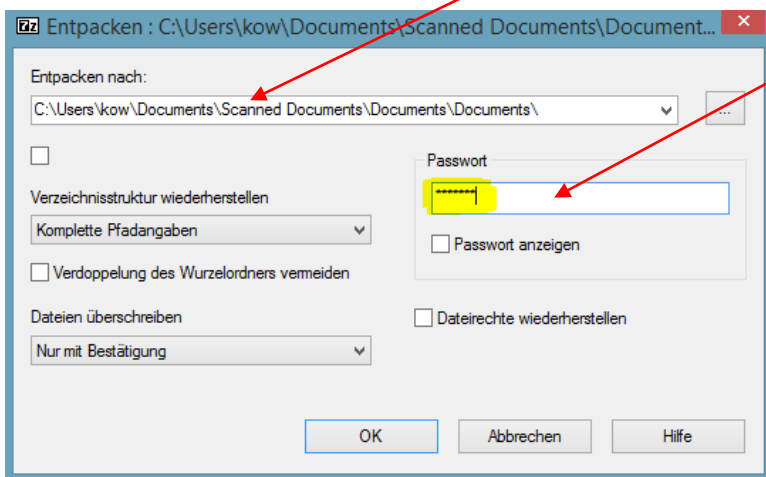 7z Entpacken : C:\Users\kow\Documents\Scanned Documents\Document...
Entpacken nach:
C:\Users\kow\Documents\Scanned Documents\Documents\Documents\
...
Passwort
*******
Verzeichnisstruktur wiederherstellen
Komplette Pfadangaben
Passwort anzeigen
Verdoppelung des Wurzelordners vermeiden
Dateien überschreiben
Dateirechte wiederherstellen
Nur mit Bestätigung
OK
Abbrechen
Hilfe